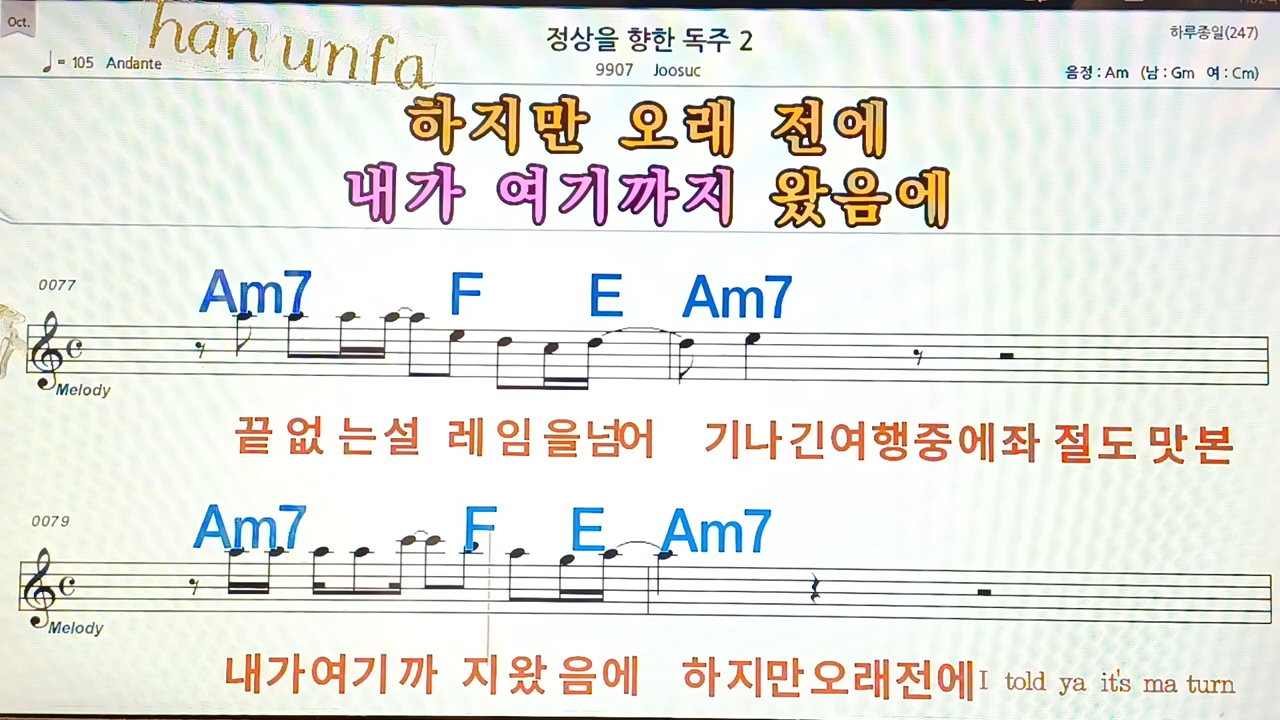 Oct.
han unfa
정상을 향한 독주 2
하루종일(247)
♩= 105 Andante
9907 Joosuc
음정 : Am (남 : Gm 여 : Cm)
하지만 오래 전에
내가 여기까지 왔음에
0077
Am7 F E Am7
Melody
끝 없 는설 레 임 을넘어 기나긴여행중에좌 절도 맛본
0079
Am7 F E Am7
Melody
내가여기 까 지 왔 음에 하지만오래전에 I told ya it's ma turn